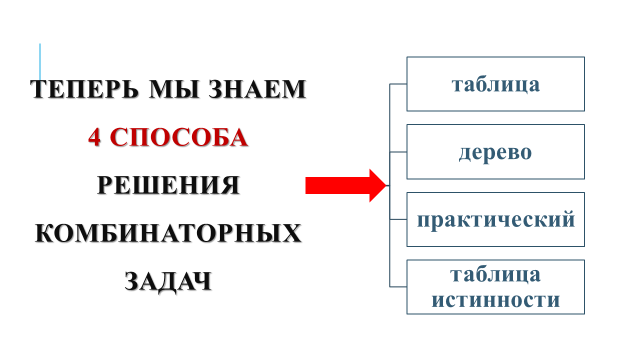 ТЕПЕРЬ МЫ ЗНАЕМ
4 СПОСОБА
РЕШЕНИЯ
КОМБИНАТОРНЫХ
ЗАДАЧ
таблица
дерево
практический
таблица
истинности